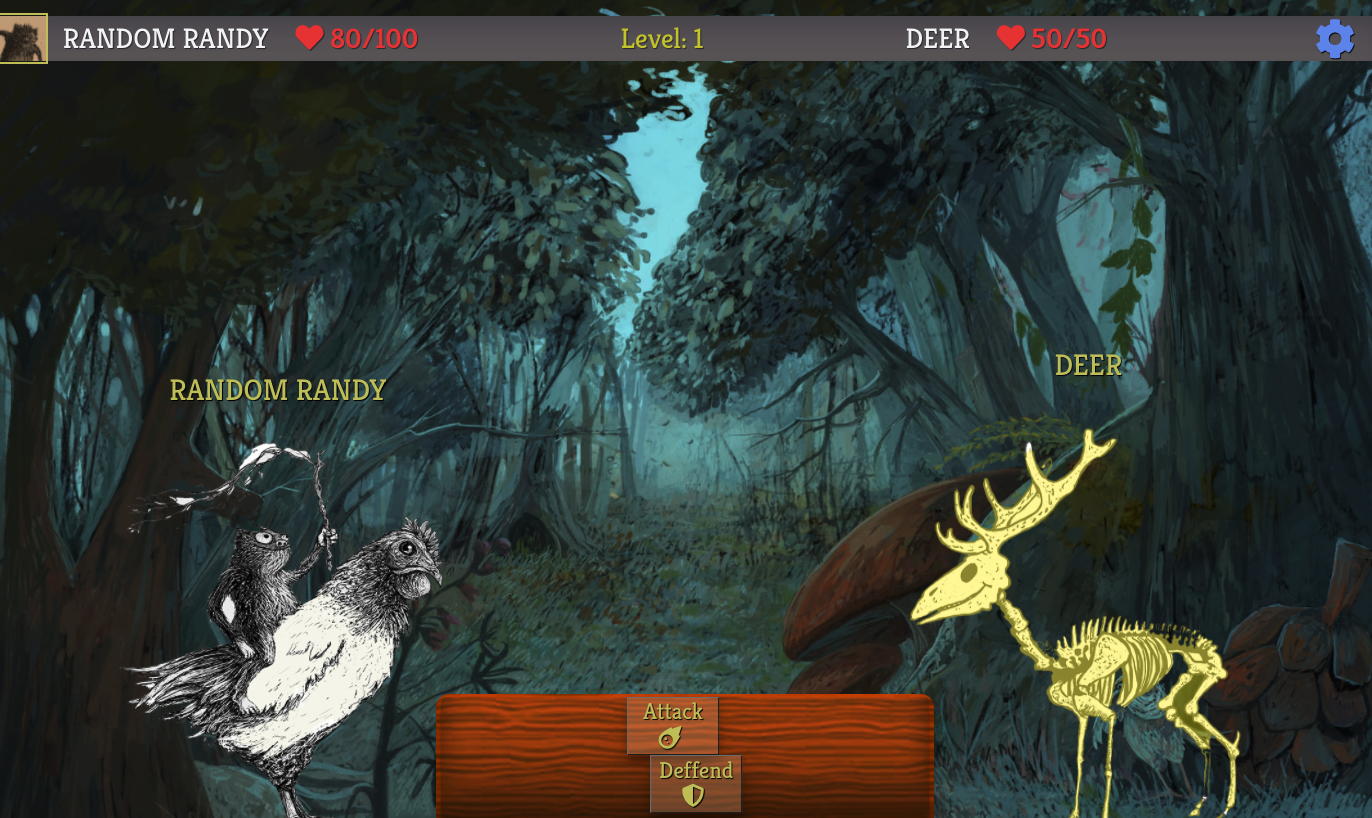 RANDOM RANDY 80/100 Level: 1 DEER 50/50
DEER
RANDOM RANDY
Attack
Deffend